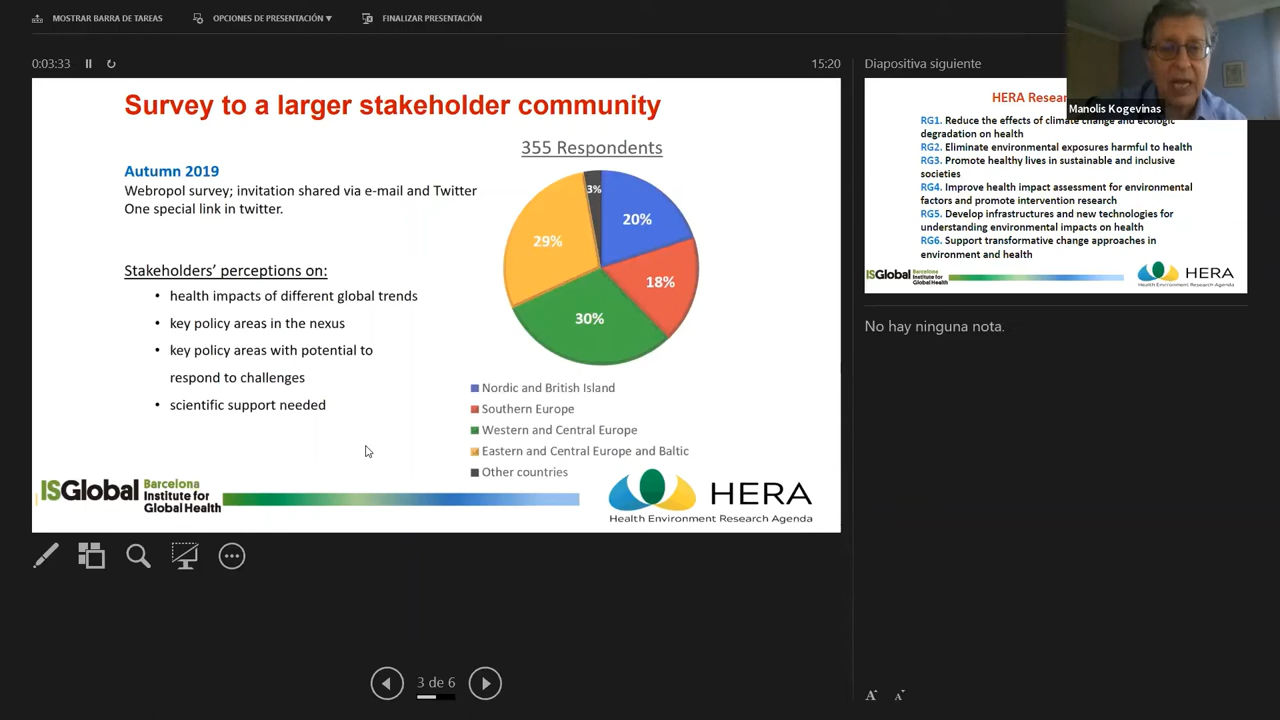 MOSTRAR BARRA DE TAREAS
OPCIONES DE PRESENTACIÓN ▼
FINALIZAR PRESENTACIÓN
0:03:33
15:20
Survey to a larger stakeholder community
355 Respondents
Autumn 2019
Webropol survey; invitation shared via e-mail and Twitter
One special link in twitter.
Stakeholders’ perceptions on:
• health impacts of different global trends
• key policy areas in the nexus
• key policy areas with potential to
respond to challenges
• scientific support needed
3%
20%
29%
18%
30%
Nordic and British Island
Southern Europe
Western and Central Europe
Eastern and Central Europe and Baltic
Other countries
ISGlobal Barcelona
Institute for
Global Health
HERA
Health Environment Research Agenda
3 de 6
Diapositiva siguiente
Manolis Kogevinas
HERA
RG1. Reduce the effects of climate change and ecologic
degradation on health
RG2. Eliminate environmental exposures harmful to health
RG3. Promote healthy lives in sustainable and inclusive
societies
RG4. Improve health impact assessment for environmental
factors and promote intervention research
RG5. Develop infrastructures and new technologies for
understanding environmental impacts on health
RG6. Support transformative change approaches in
environment and health
ISGlobal Barcelona
Institute for
Global Health
HERA
Health Environment Research Agenda
No hay ninguna nota.
A A